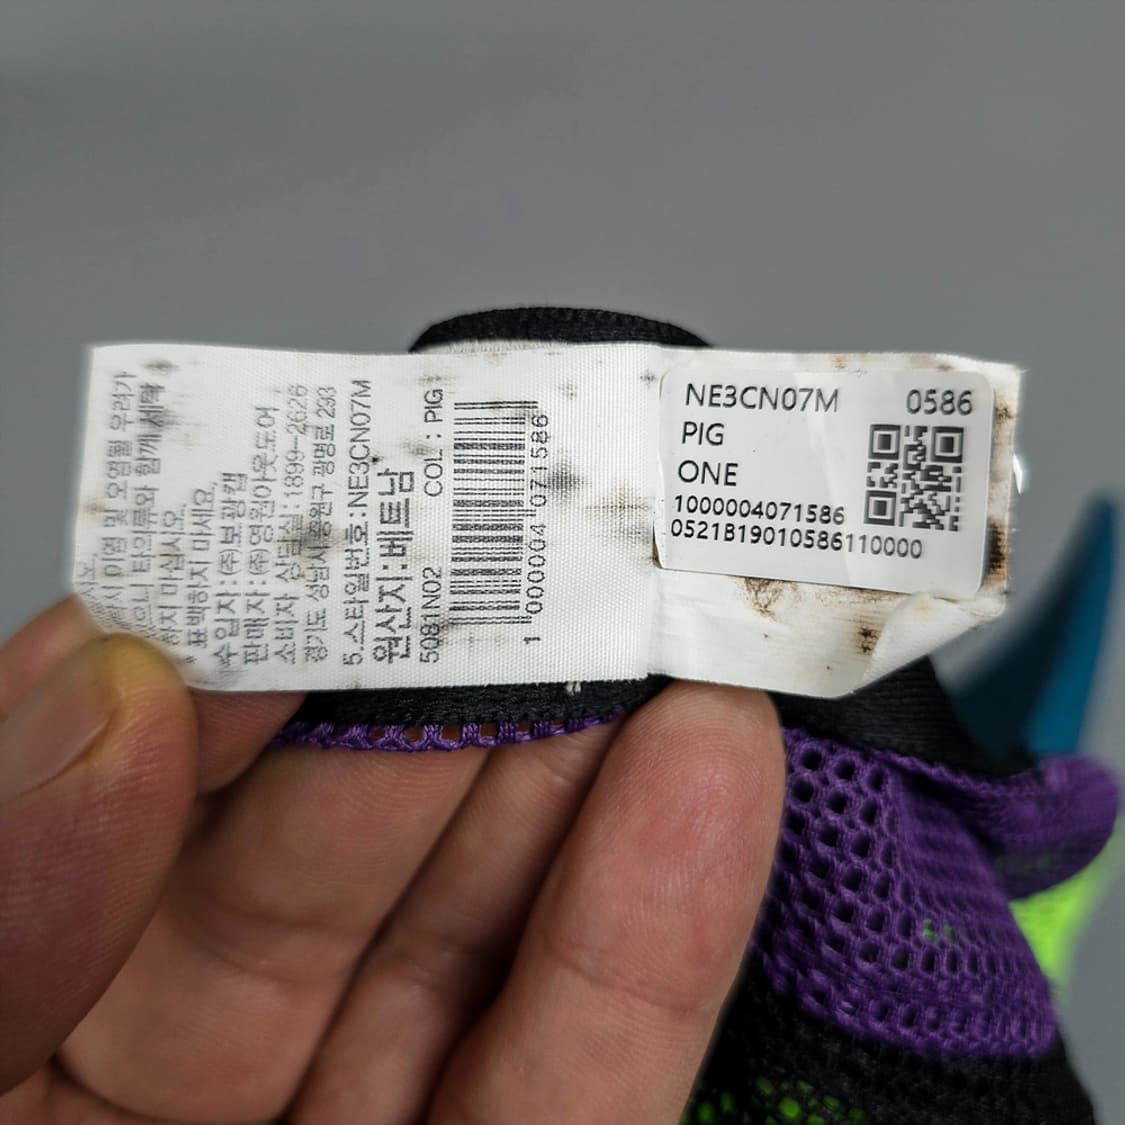 하지 마십시오.
* 표백하지 마세요.
수입자:(주)보광캠
판매자:(주)영원아웃도어
소비자 상담실:1899-2626
경기도 성남시 중원구 광명로 293
5.스타일번호:NE3CN07M
원산지:베트남
5081N02 COL : PIG
1 000004 071586
NE3CN07M 0586
PIG
ONE
1000004071586
0521B19010586110000